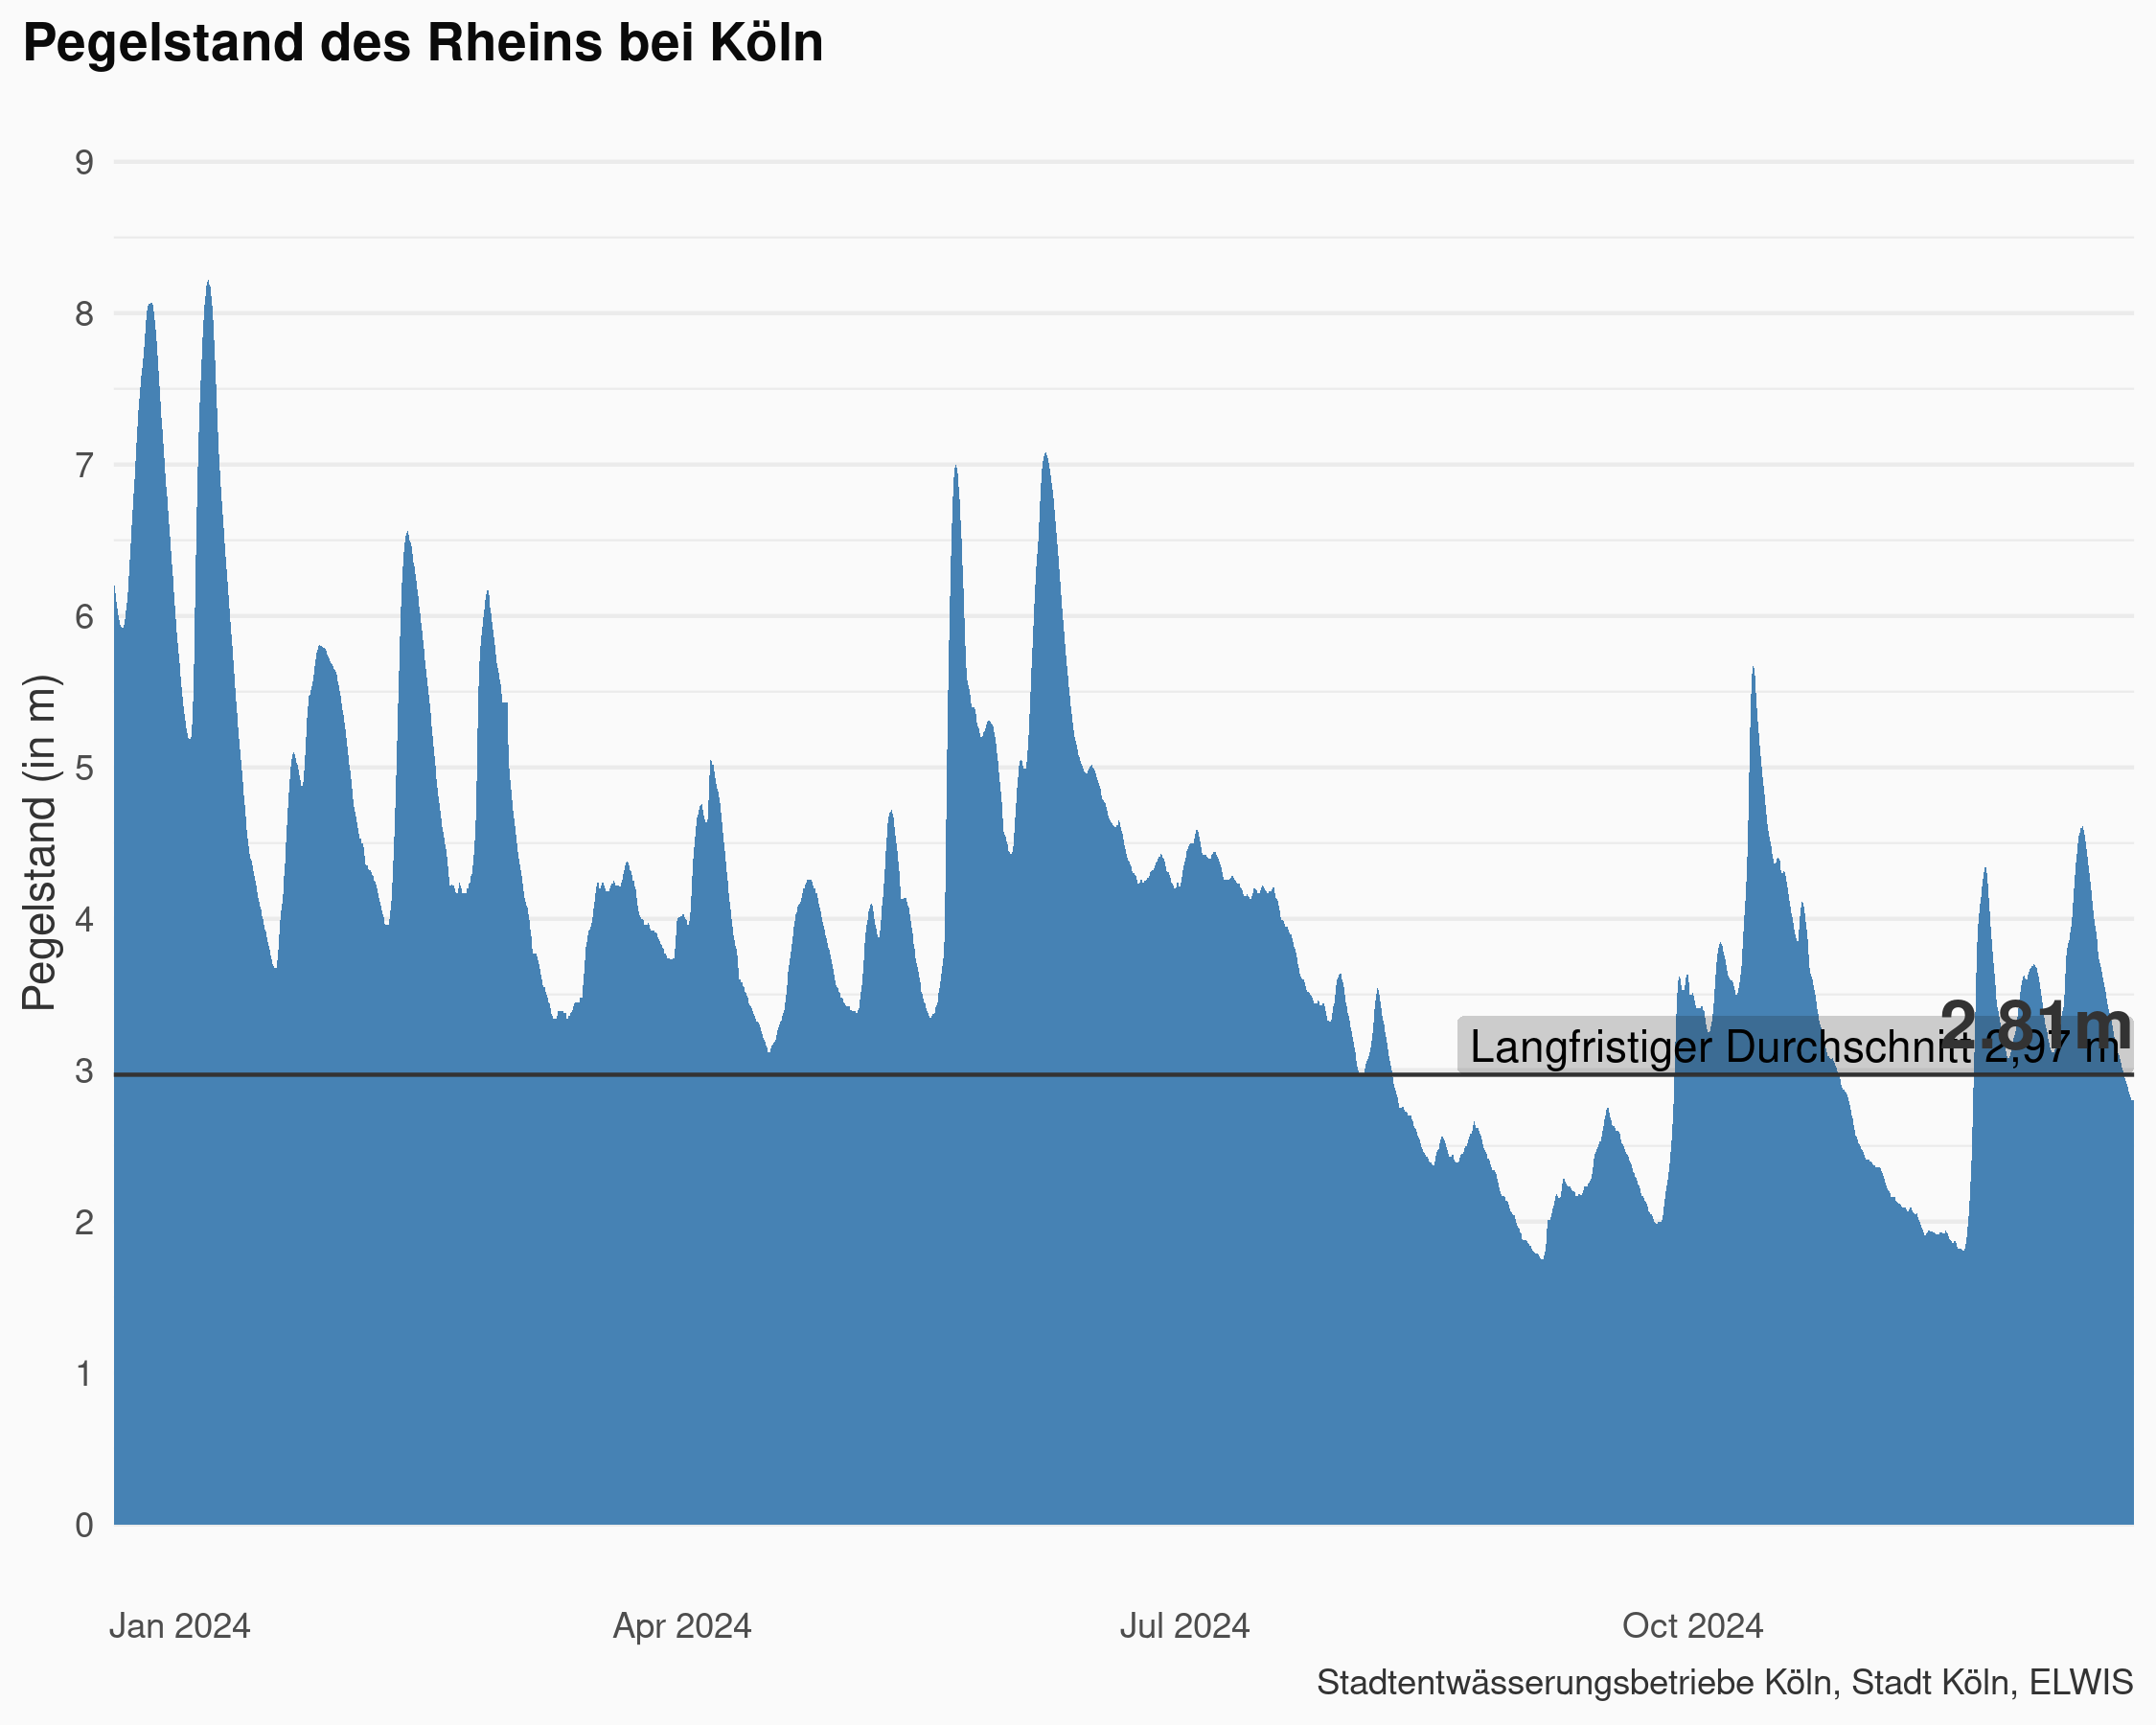 Pegelstand des Rheins bei Köln
Pegelstand (in m)
9
8
7
6
5
4
3
2
1
0
2.81m
Langfristiger Durchschnitt 2,97 m
Jan 2024
Apr 2024
Jul 2024
Oct 2024
Stadtentwässerungsbetriebe Köln, Stadt Köln, ELWIS